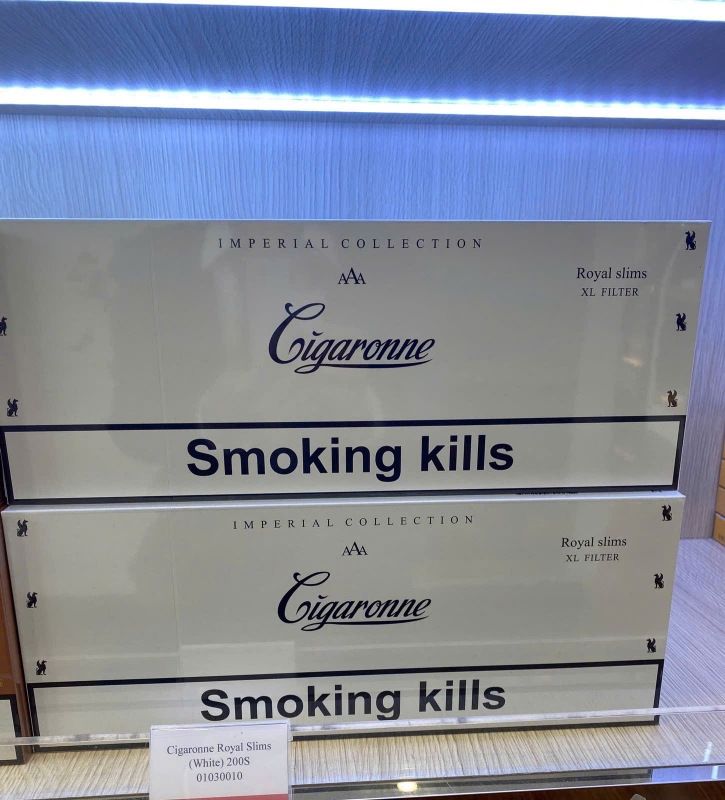 IMPERIAL COLLECTION
AAA
Royal slims
XL FILTER
Cigaronne
Smoking kills
IMPERIAL COLLECTION
AAA
Royal slims
XL FILTER
Cigaronne
Smoking kills
Cigaronne Royal Slims
(White) 200S
01030010